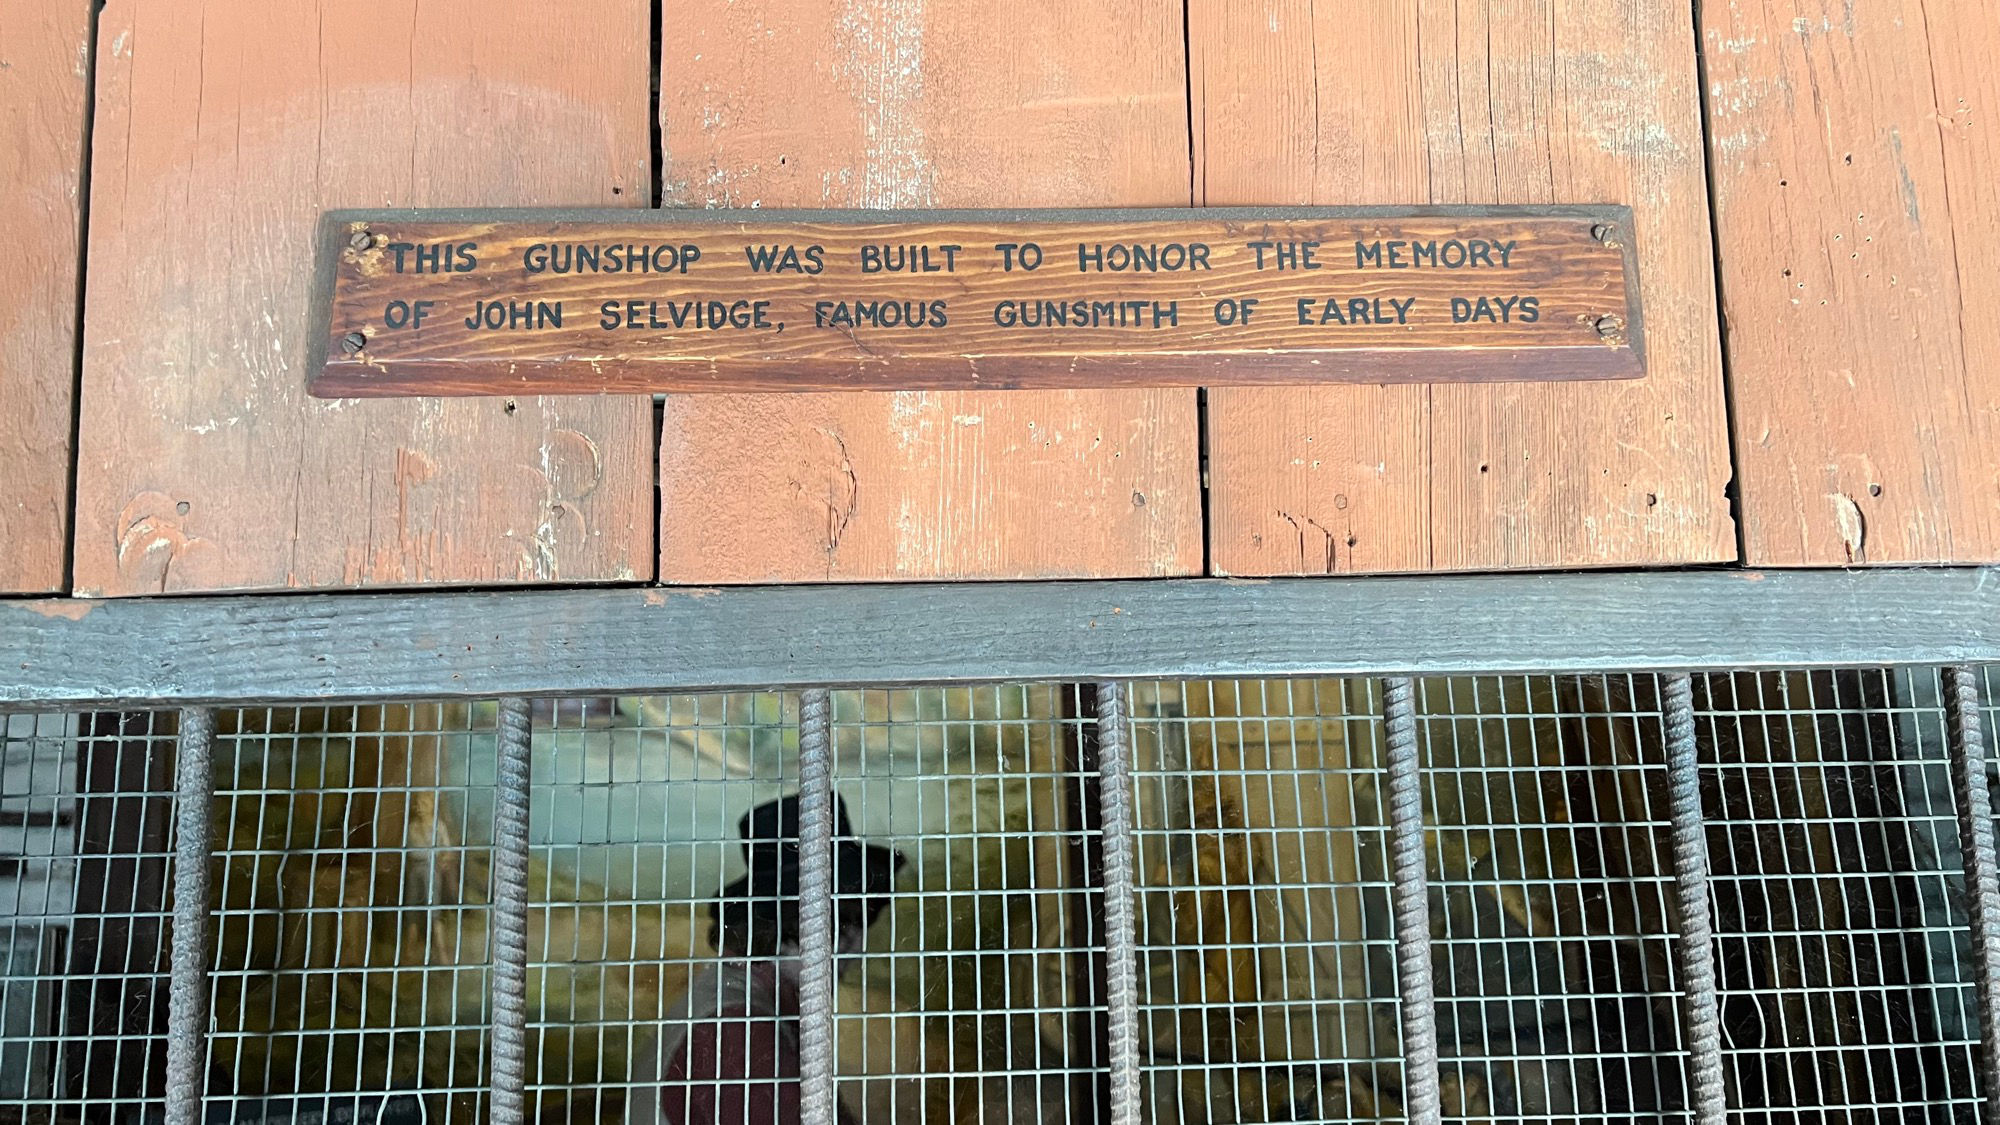 THIS GUNSHOP WAS BUILT TO HONOR THE MEMORY
OF JOHN SELVIDGE, FAMOUS GUNSMITH OF EARLY DAYS